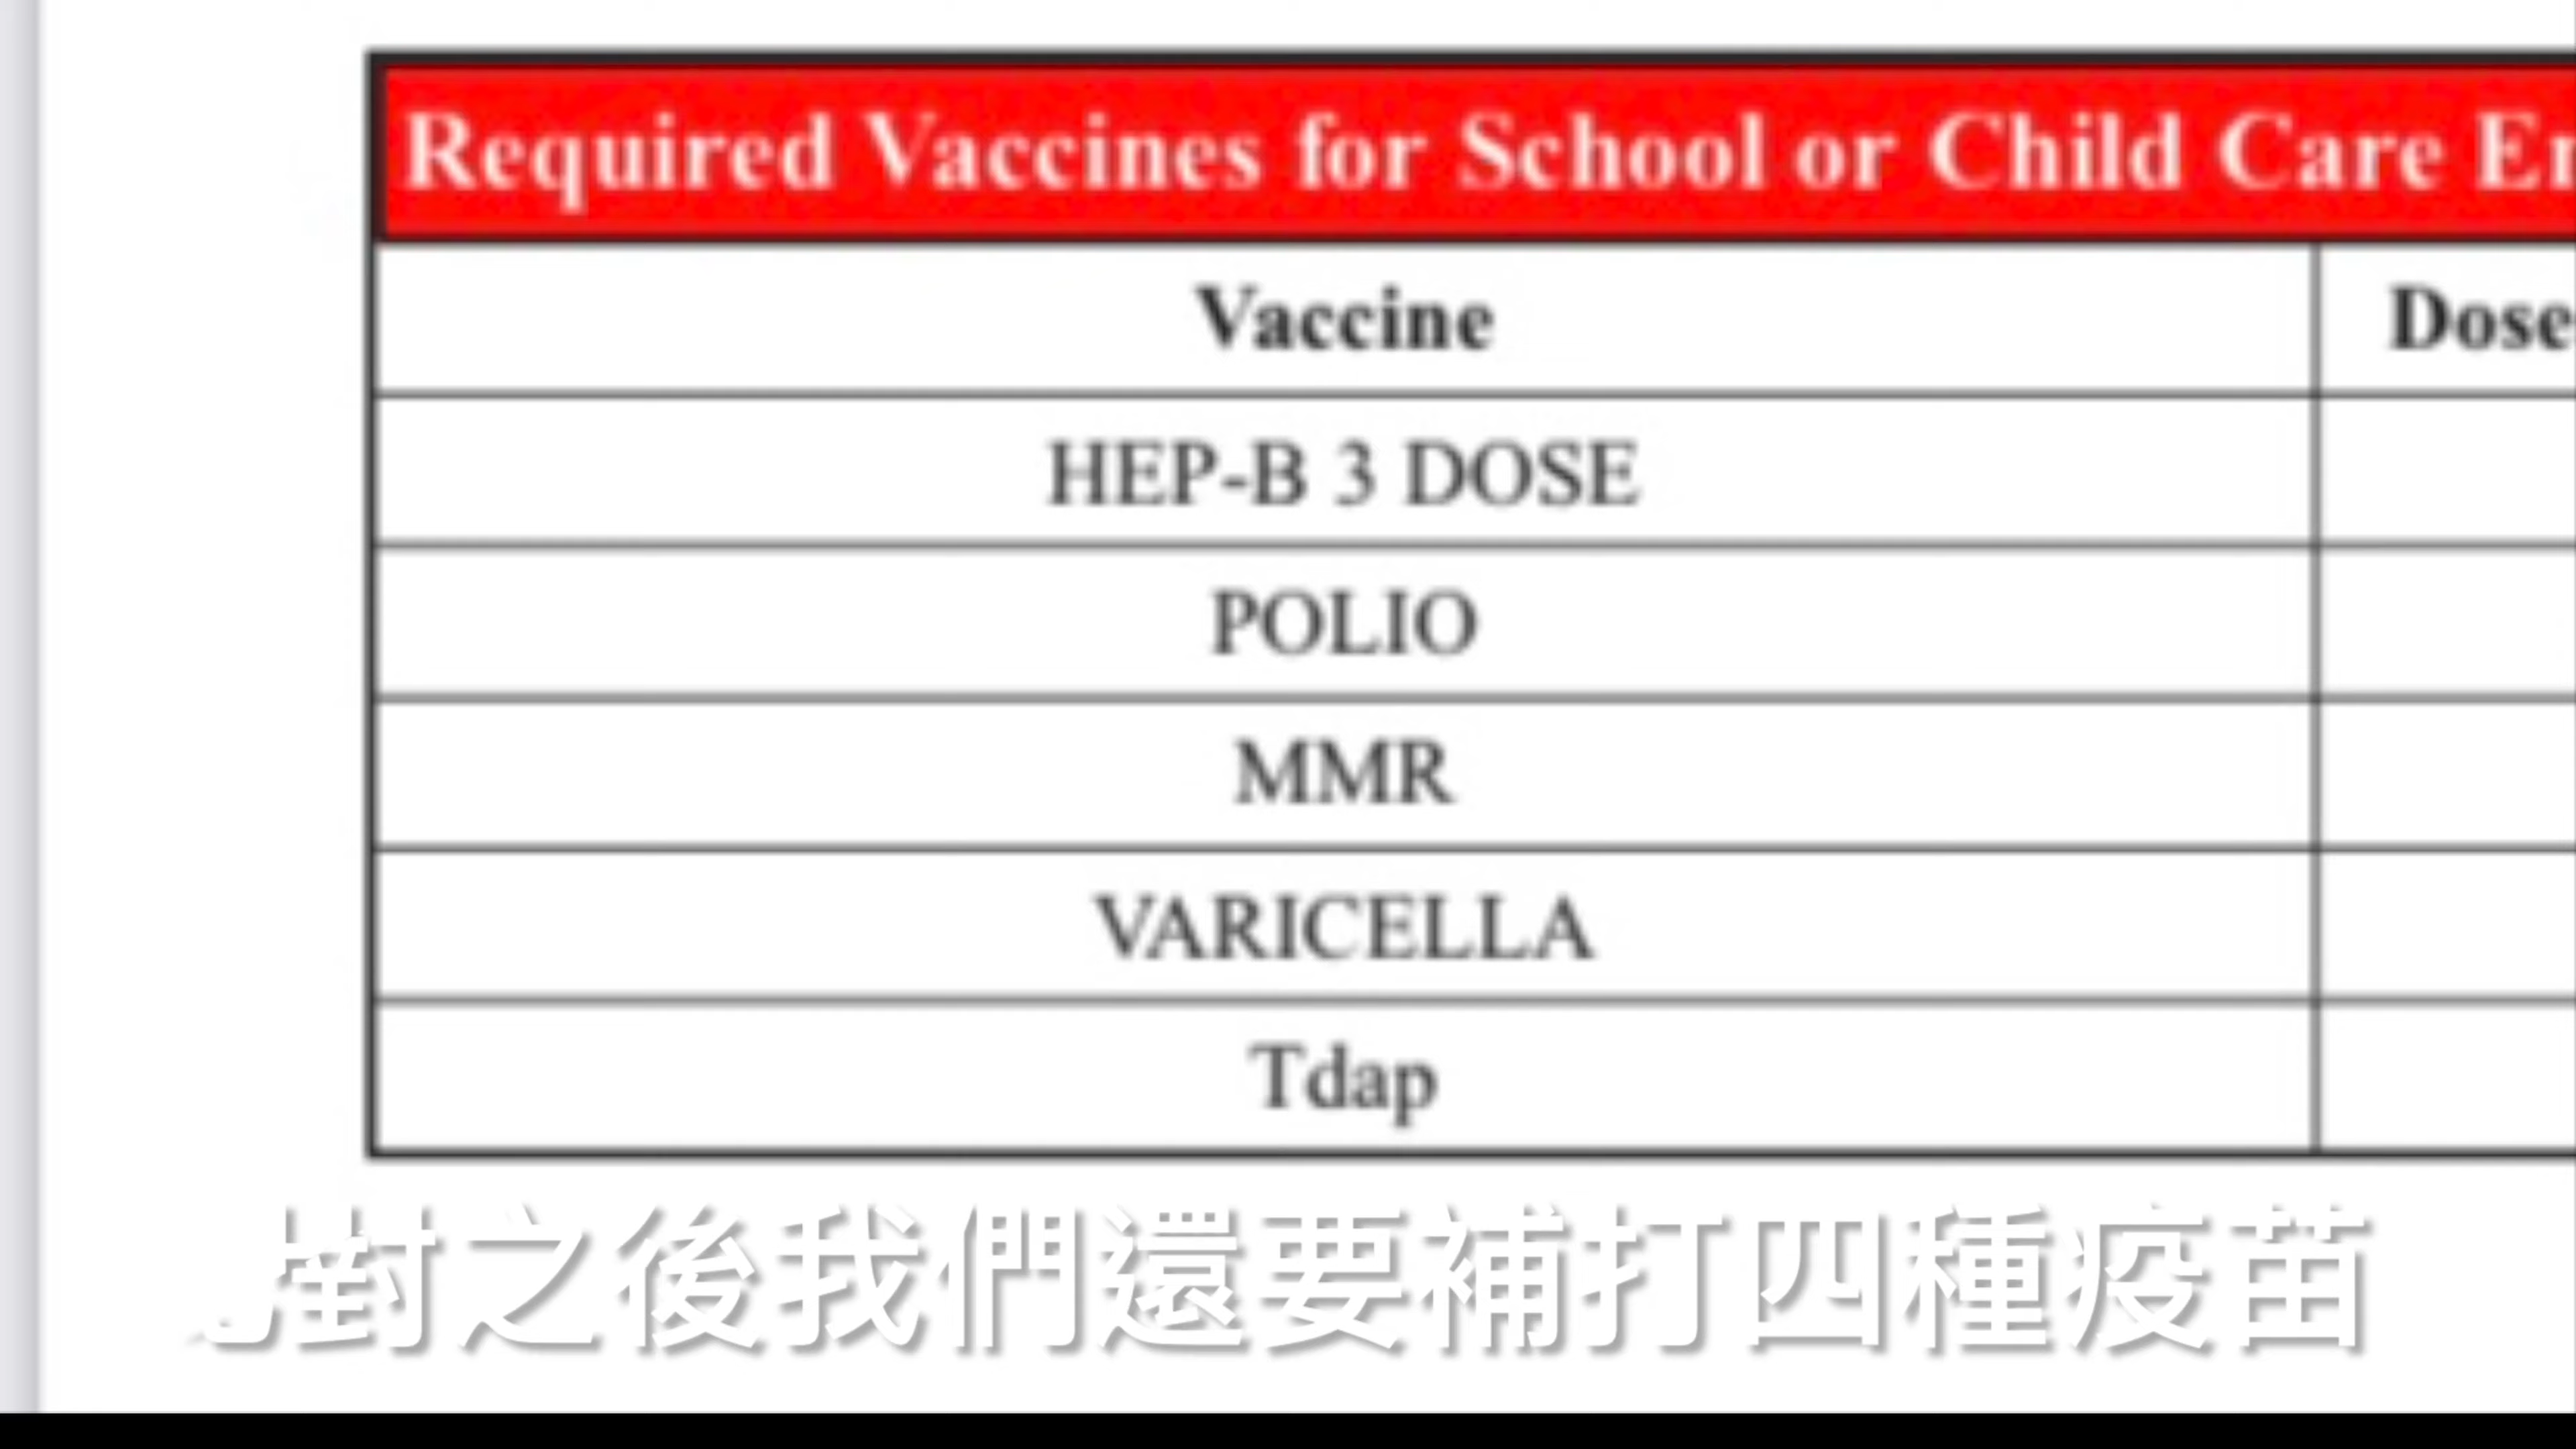 Required Vaccines for School or Child Care En
Vaccine
Dose
HEP-B 3 DOSE
POLIO
MMR
VARICELLA
Tdap
對之後我們還要補打四種疫苗